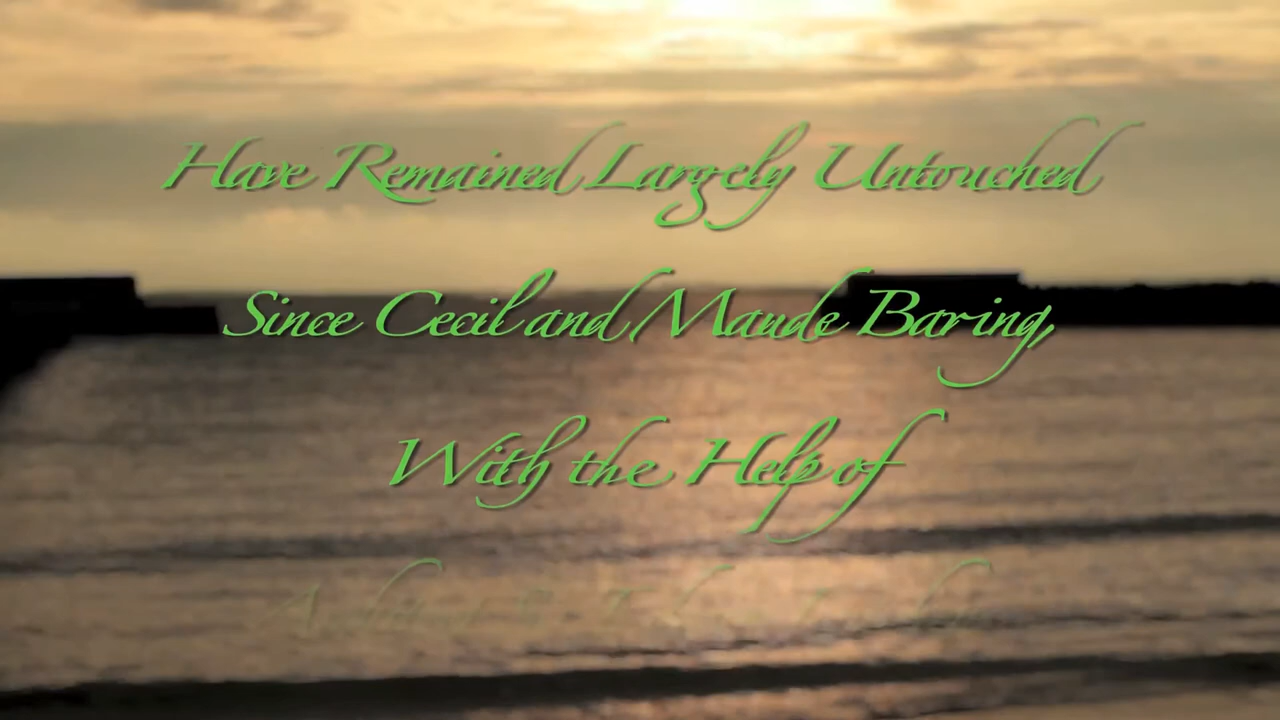 Have Remained Largely Untouched
Since Cecil and Maude Baring,
With the Help of